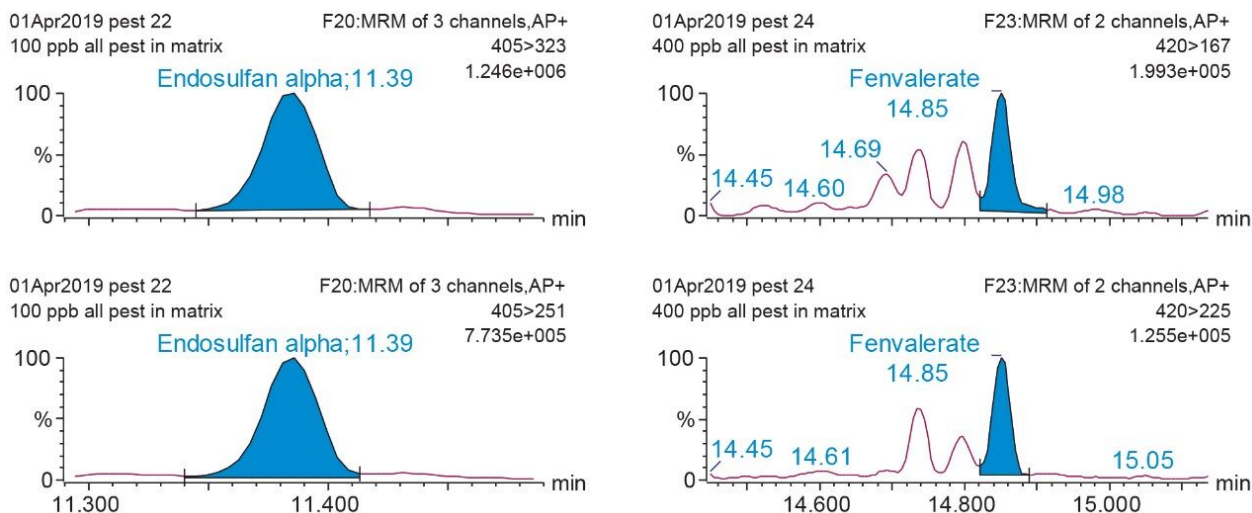 01Apr2019 pest 22 F20:MRM of 3 channels,AP+
100 ppb all pest in matrix 405>323
1.246e+006
Endosulfan alpha;11.39
100
%
0
min
01Apr2019 pest 24 F23:MRM of 2 channels,AP+
400 ppb all pest in matrix 420>167
1.993e+005
Fenvalerate
14.85
100
14.69
%
14.45 14.60 14.98
0
min
01Apr2019 pest 22 F20:MRM of 3 channels,AP+
100 ppb all pest in matrix 405>251
7.735e+005
Endosulfan alpha;11.39
100
%
0
min
11.300 11.400
01Apr2019 pest 24 F23:MRM of 2 channels,AP+
400 ppb all pest in matrix 420>225
1.255e+005
Fenvalerate
14.85
100
%
14.45 14.61 15.05
0
min
14.600 14.800 15.000